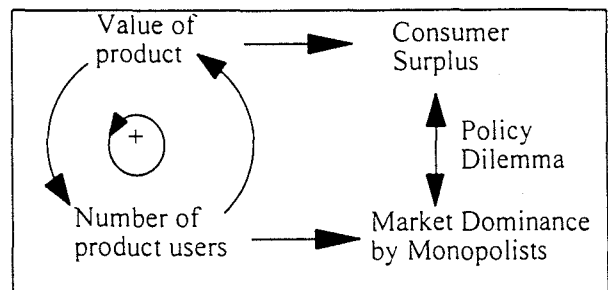 Value of
product
Consumer
Surplus
+
Policy
Dilemma
Number of
product users
Market Dominance
by Monopolists